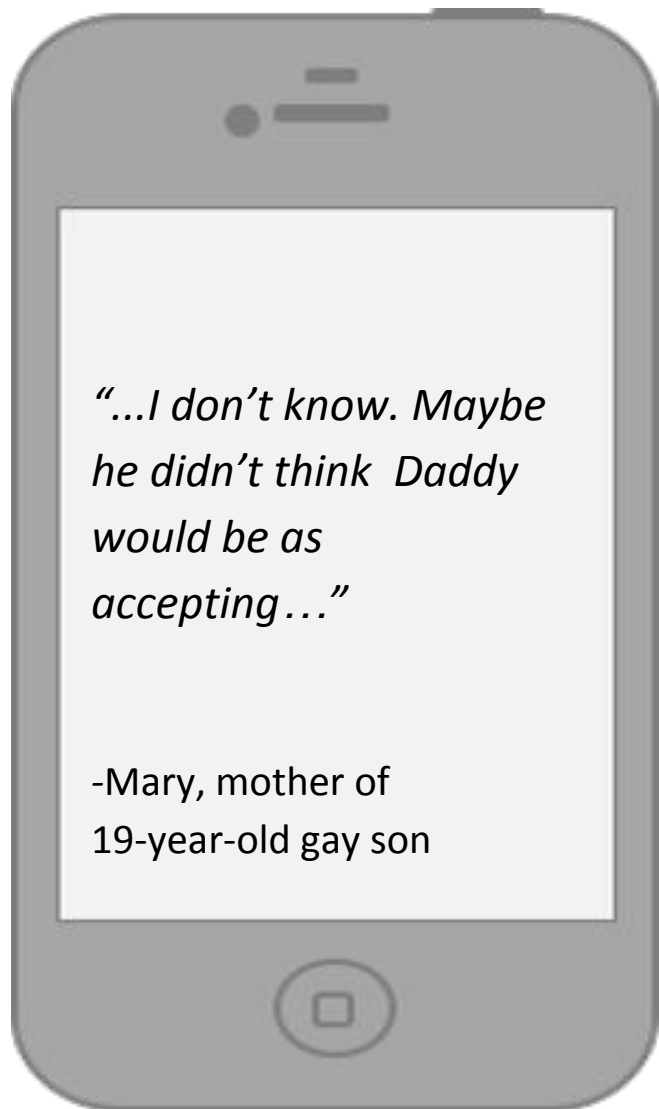 “...I don’t know. Maybe
he didn’t think  Daddy
would be as
accepting…”
-Mary, mother of
19-year-old gay son